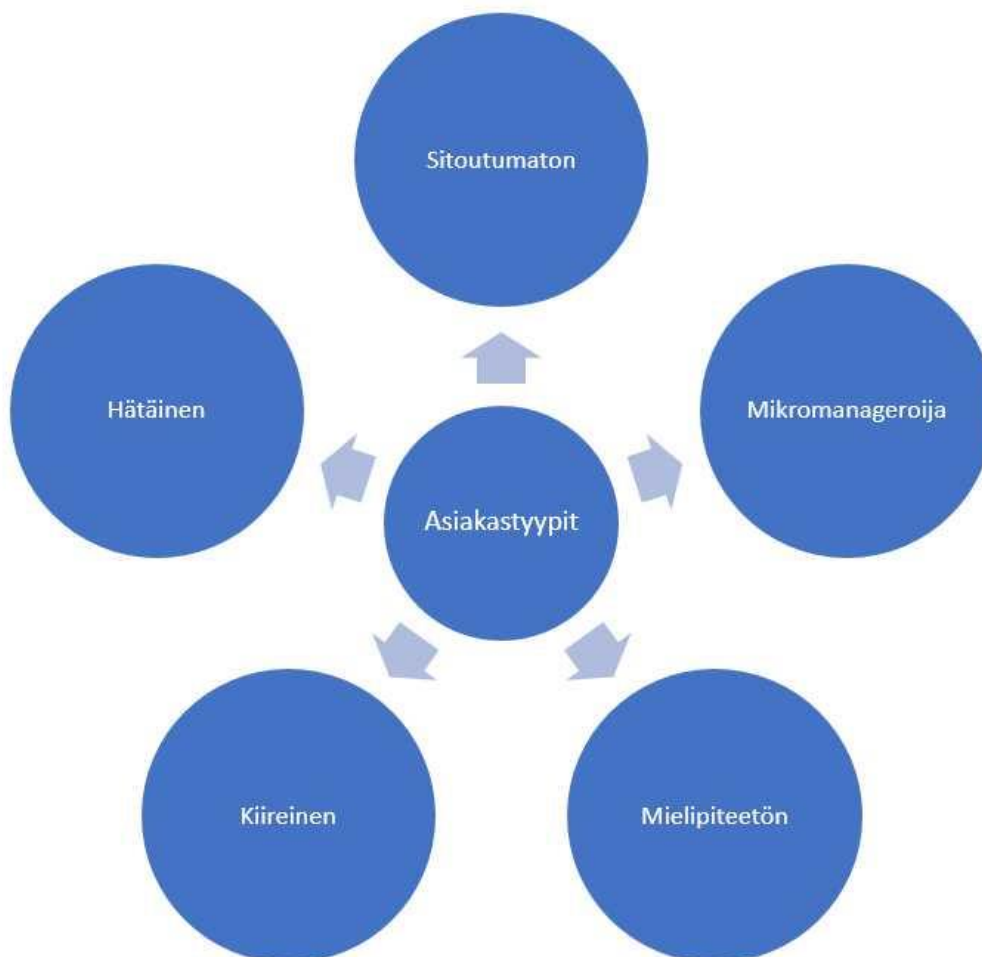 Sitoutumaton
Hätäinen
Mikromanageroija
Asiakastyypit
Kiireinen
Mielipiteetön